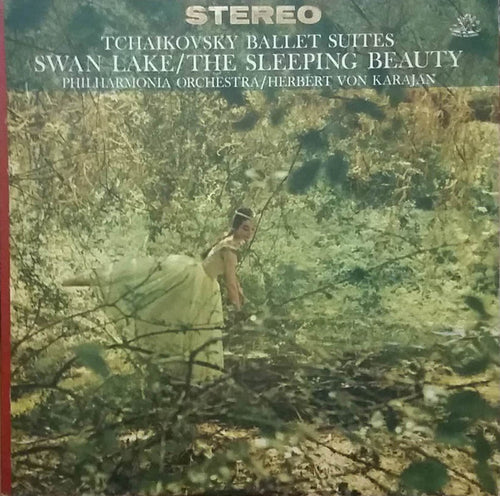 STEREO
TCHAIKOVSKY BALLET SUITES
SWAN LAKE/THE SLEEPING BEAUTY
PHILHARMONIA ORCHESTRA/HERBERT VON KARAJAN